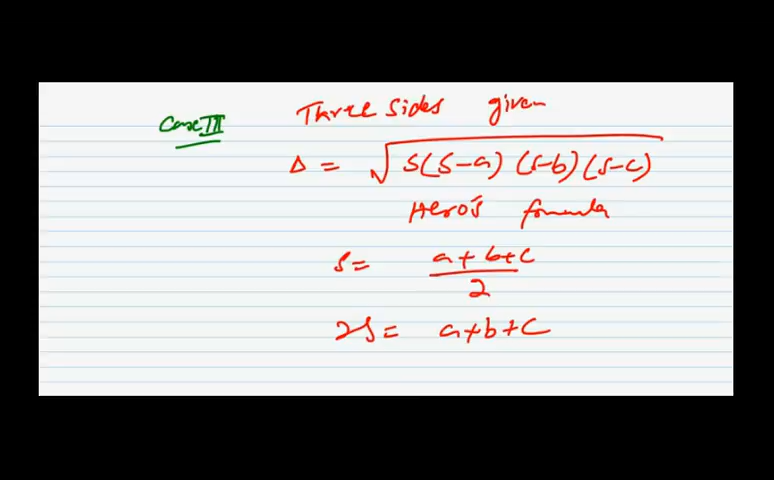 Case III
Three Sides given
Δ = √S(S-a) (S-b) (S-c)
Hero's formula
S = a+b+c / 2
2S = a+b+c